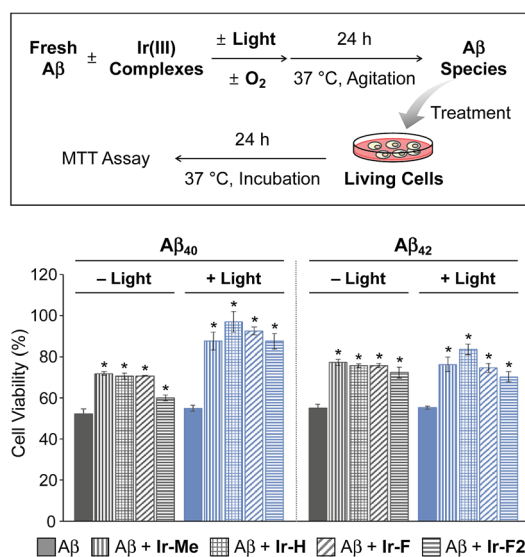 Fresh Aβ ± Ir(III) Complexes
± Light
± O2
24 h
37 °C, Agitation
Aβ Species
Treatment
Living Cells
24 h
37 °C, Incubation
MTT Assay
Aβ40 Aβ42
– Light + Light – Light + Light
Cell Viability (%)
120
100
80
60
40
20
0
* * * * * * * * * * * * * * * *
Aβ Aβ + Ir-Me Aβ + Ir-H Aβ + Ir-F Aβ + Ir-F2